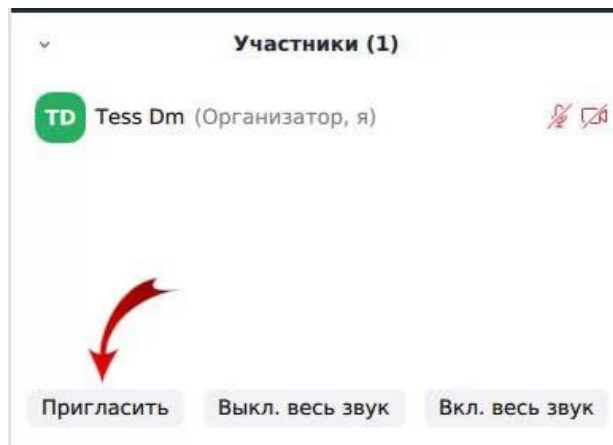 Участники (1)
TD Tess Dm (Организатор, я)
Пригласить Выкл. весь звук Вкл. весь звук